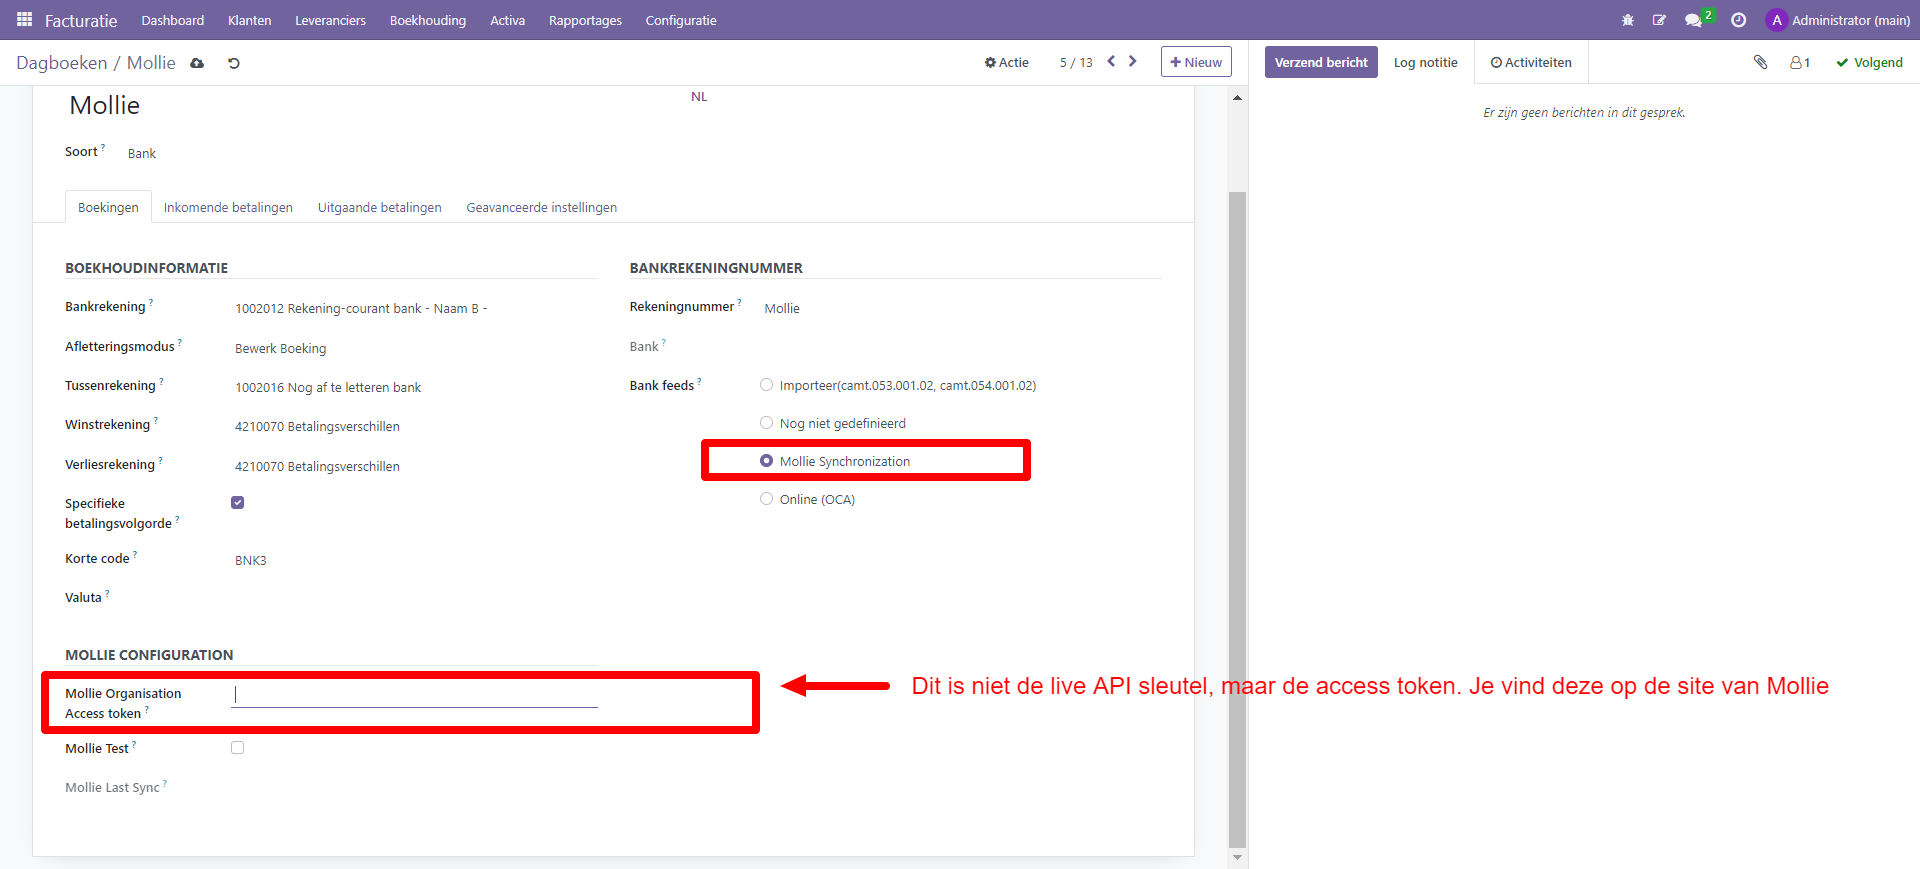 Facturatie Dashboard Klanten Leveranciers Boekhouding Activa Rapportages Configuratie 2 A Administrator (main)
Dagboeken / Mollie Actie 5 / 13 Nieuw Verzend bericht Log notitie Activiteiten 1 Volgend
Mollie NL
Er zijn geen berichten in dit gesprek.
Soort ? Bank
Boekingen Inkomende betalingen Uitgaande betalingen Geavanceerde instellingen
BOEKHOUDINFORMATIE
Bankrekening ? 1002012 Rekening-courant bank - Naam B -
Afletteringsmodus ? Bewerk Boeking
Tussenrekening ? 1002016 Nog af te letteren bank
Winstrekening ? 4210070 Betalingsverschillen
Verliesrekening ? 4210070 Betalingsverschillen
Specifieke
betalingsvolgorde ?
Korte code ? BNK3
Valuta ?
BANKREKENINGNUMMER
Rekeningnummer ? Mollie
Bank ?
Bank feeds ? Importeer(camt.053.001.02, camt.054.001.02)
Nog niet gedefinieerd
Mollie Synchronization
Online (OCA)
MOLLIE CONFIGURATION
Mollie Organisation
Access token ?
Dit is niet de live API sleutel, maar de access token. Je vind deze op de site van Mollie
Mollie Test ?
Mollie Last Sync ?